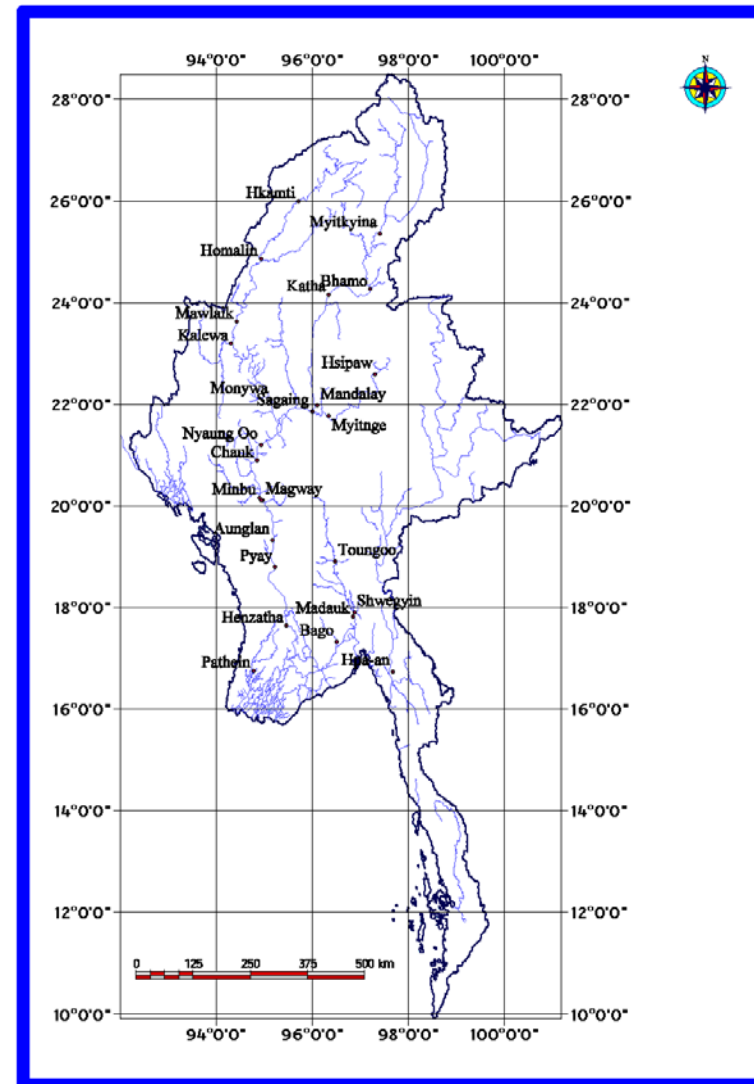 N
94°0'0" 96°0'0" 98°0'0" 100°0'0"
28°0'0" 28°0'0"
26°0'0" 26°0'0"
Hkamti
Myitkyina
Homalin
24°0'0" 24°0'0"
Katha Bhamo
Mawlaik
Kalewa
Hsipaw
22°0'0" 22°0'0"
Monywa
Sagaing Mandalay
Myitnge
Nyaung Oo
Chauk
20°0'0" 20°0'0"
Minbu Magway
Aunglan
Toungoo
Pyay
18°0'0" 18°0'0"
Madauk Shwegyin
Henzatha
Bago
Hpa-an
Pathein
16°0'0" 16°0'0"
14°0'0" 14°0'0"
12°0'0" 12°0'0"
0 125 250 375 500 km
10°0'0" 10°0'0"
94°0'0" 96°0'0" 98°0'0" 100°0'0"